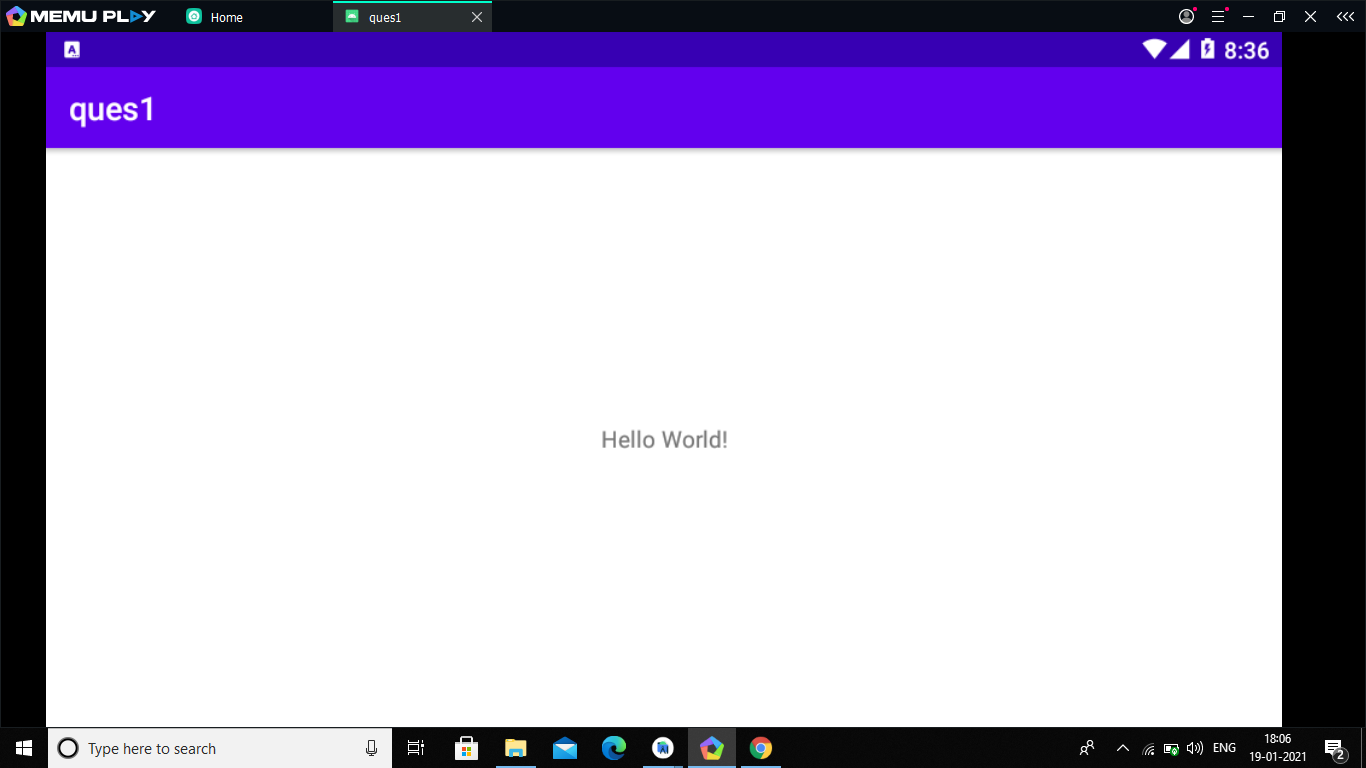 MEMU PLAY
Home
ques1
8:36
ques1
Hello World!
Type here to search
ENG
18:06
19-01-2021
2